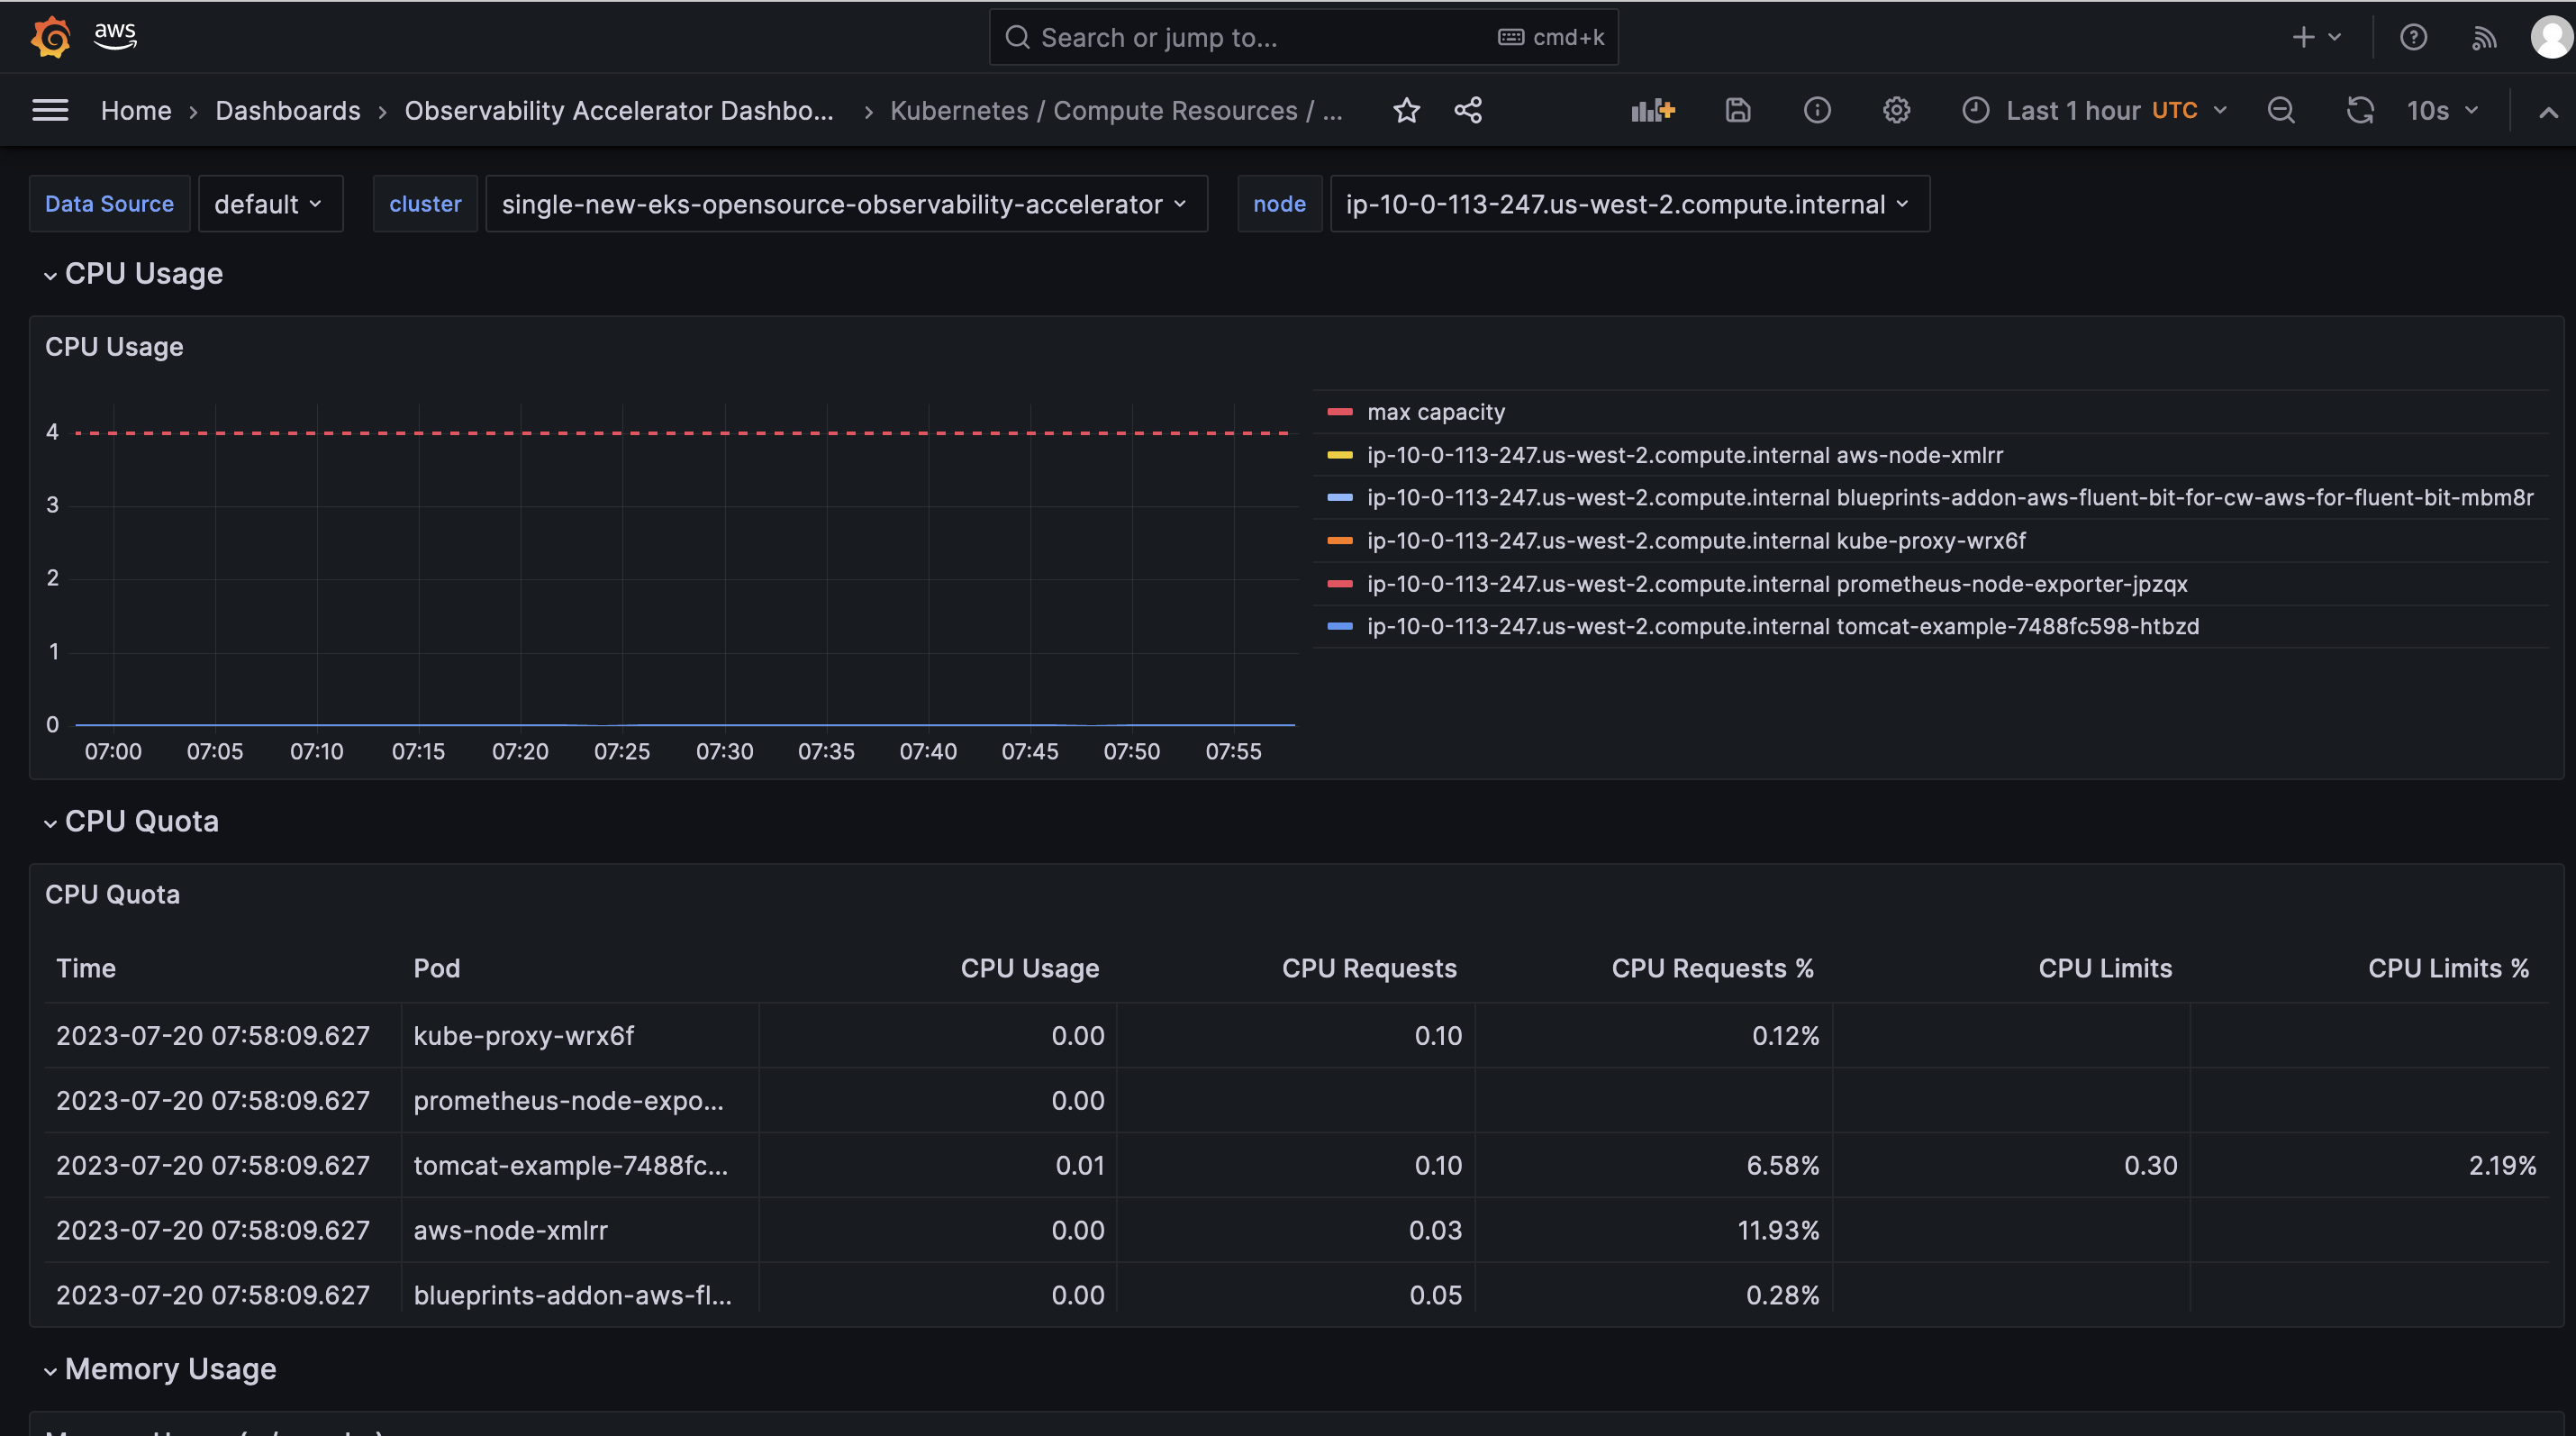 aws
Search or jump to...
cmd+k
Home › Dashboards › Observability Accelerator Dashbo... › Kubernetes / Compute Resources / ...
Last 1 hour UTC
10s
Data Source default cluster single-new-eks-opensource-observability-accelerator node ip-10-0-113-247.us-west-2.compute.internal
CPU Usage
CPU Usage
4
3
2
1
0
07:00 07:05 07:10 07:15 07:20 07:25 07:30 07:35 07:40 07:45 07:50 07:55
max capacity
ip-10-0-113-247.us-west-2.compute.internal aws-node-xmlrr
ip-10-0-113-247.us-west-2.compute.internal blueprints-addon-aws-fluent-bit-for-cw-aws-for-fluent-bit-mbm8r
ip-10-0-113-247.us-west-2.compute.internal kube-proxy-wrx6f
ip-10-0-113-247.us-west-2.compute.internal prometheus-node-exporter-jpzqx
ip-10-0-113-247.us-west-2.compute.internal tomcat-example-7488fc598-htbzd
CPU Quota
CPU Quota
Time Pod CPU Usage CPU Requests CPU Requests % CPU Limits CPU Limits %
2023-07-20 07:58:09.627 kube-proxy-wrx6f 0.00 0.10 0.12%
2023-07-20 07:58:09.627 prometheus-node-expo... 0.00
2023-07-20 07:58:09.627 tomcat-example-7488fc... 0.01 0.10 6.58% 0.30 2.19%
2023-07-20 07:58:09.627 aws-node-xmlrr 0.00 0.03 11.93%
2023-07-20 07:58:09.627 blueprints-addon-aws-fl... 0.00 0.05 0.28%
Memory Usage